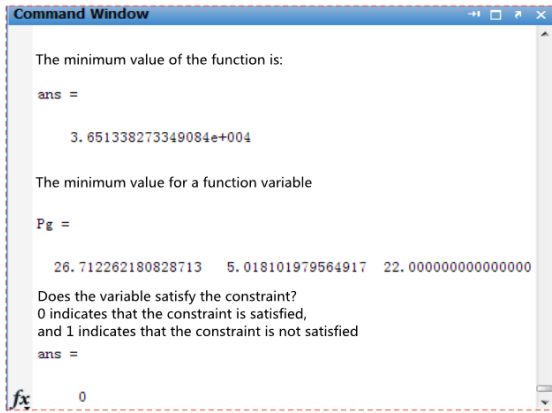 Command Window
The minimum value of the function is:
ans =
3.651338273349084e+004
The minimum value for a function variable
Pg =
26.712262180828713 5.018101979564917 22.000000000000000
Does the variable satisfy the constraint?
0 indicates that the constraint is satisfied,
and 1 indicates that the constraint is not satisfied
ans =
fx 0